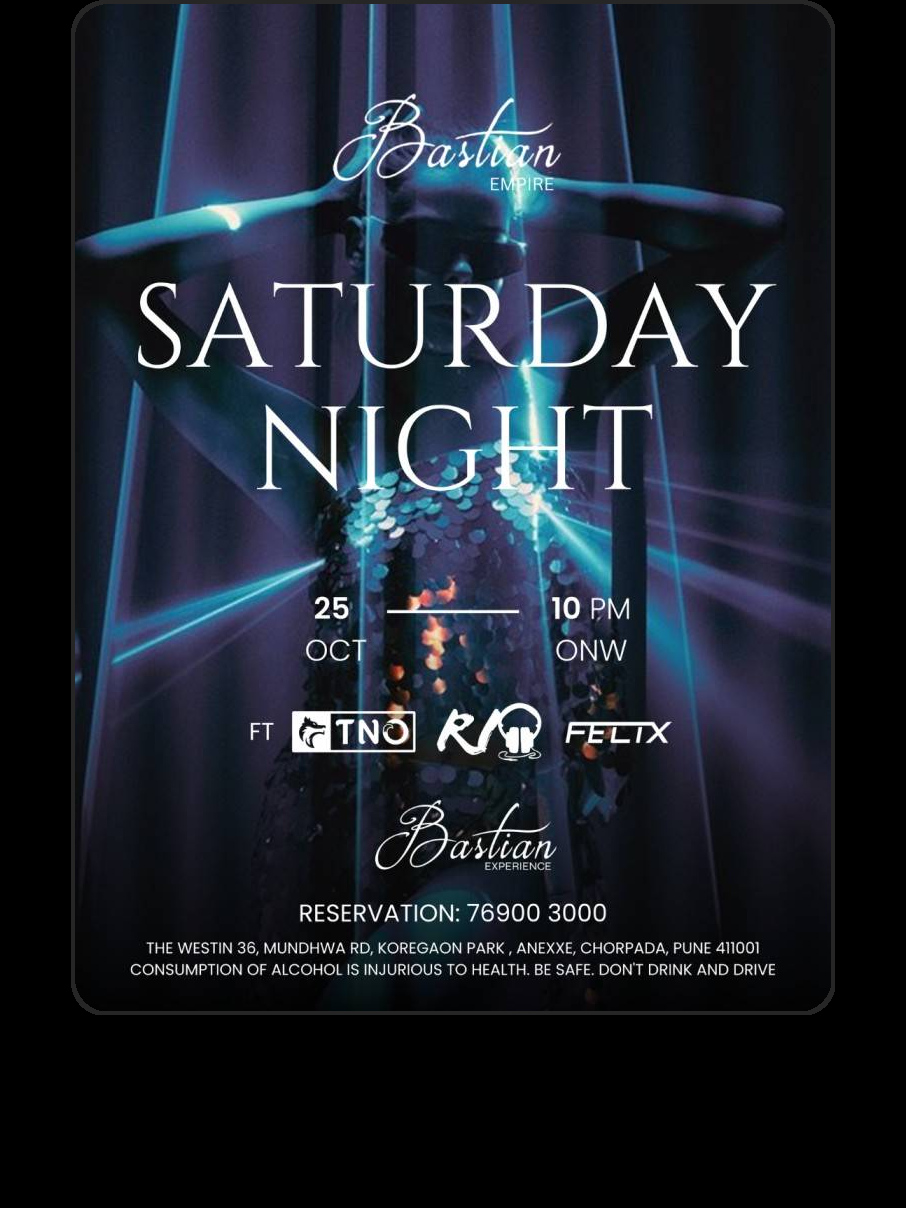 Bastian
EMPIRE
SATURDAY
NIGHT
25 10 PM
OCT ONW
FT TNO RIO FELIX
Bastian
EXPERIENCE
RESERVATION: 76900 3000
THE WESTIN 36, MUNDHWA RD, KOREGAON PARK , ANEXXE, CHORPADA, PUNE 411001
CONSUMPTION OF ALCOHOL IS INJURIOUS TO HEALTH. BE SAFE. DON'T DRINK AND DRIVE